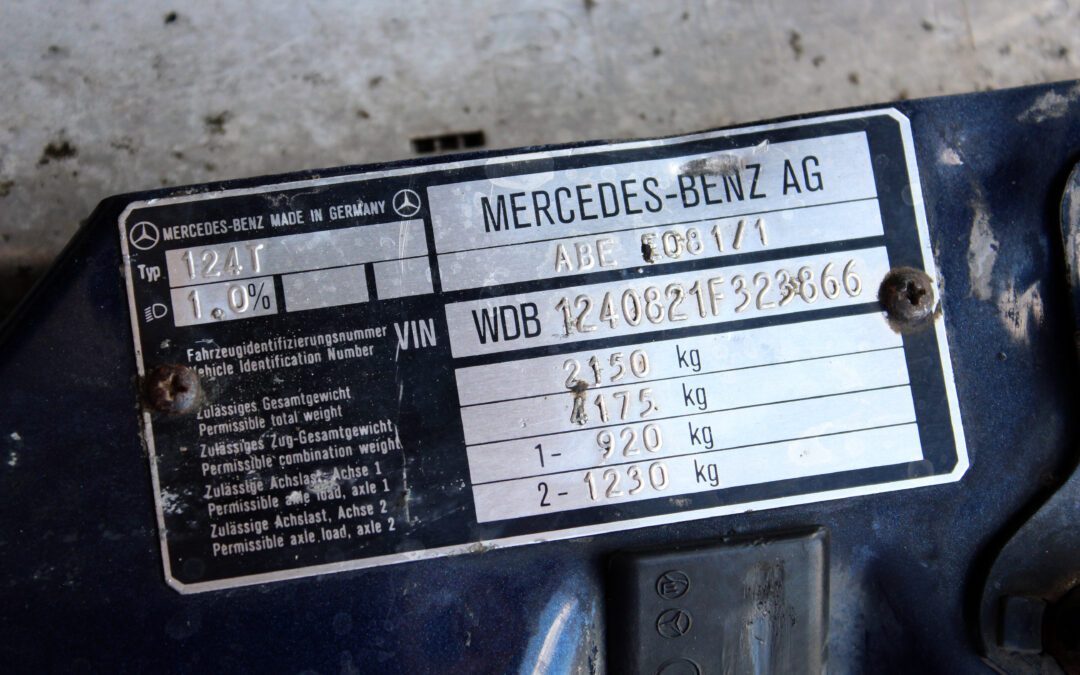 MERCEDES-BENZ MADE IN GERMANY
Typ 124T
1.0%
MERCEDES-BENZ AG
ABE E081/1
Fahrzeugidentifizierungsnummer
Vehicle Identification Number
VIN
WDB 1240821F323866
Zulässiges Gesamtgewicht
Permissible total weight
2150 kg
Zulässiges Zug-Gesamtgewicht
Permissible combination weight
4175 kg
Zulässige Achslast, Achse 1
Permissible axle load, axle 1
1- 920 kg
Zulässige Achslast, Achse 2
Permissible axle load, axle 2
2- 1230 kg